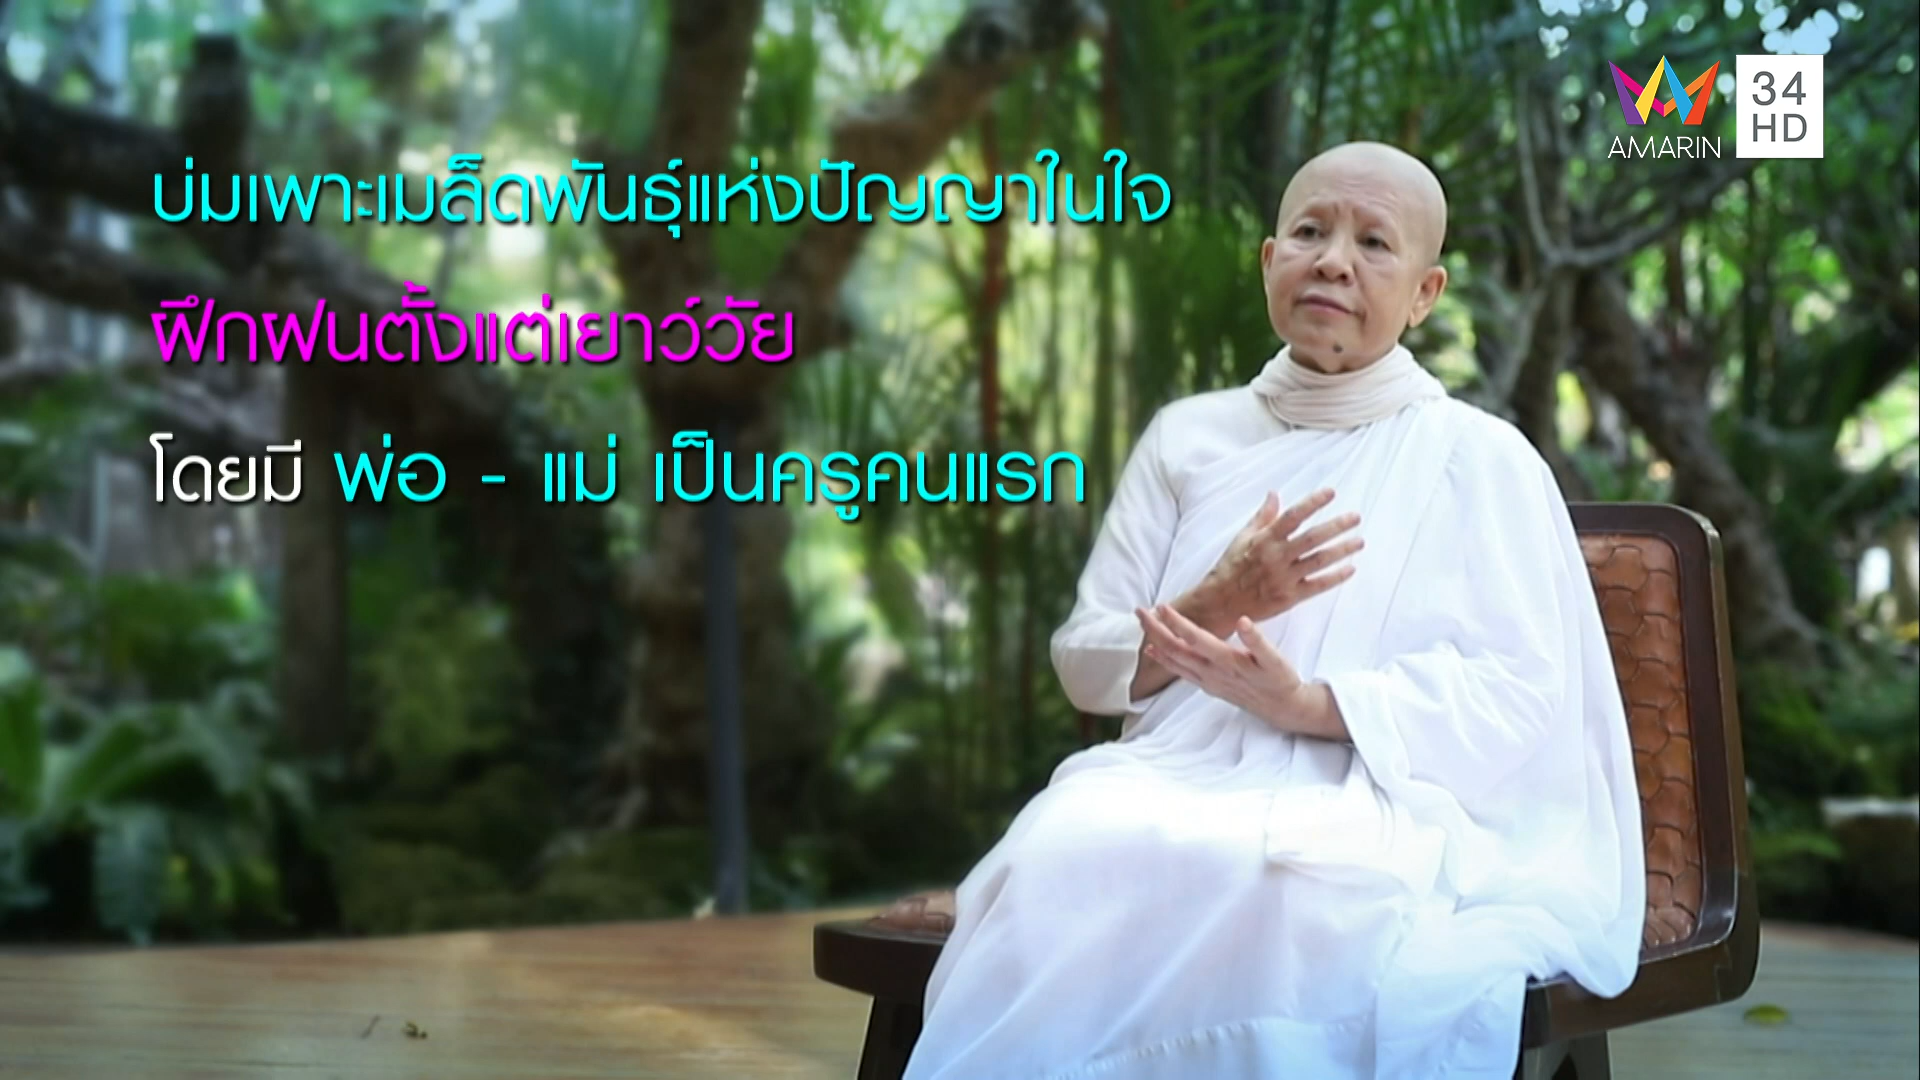 บ่มเพาะเมล็ดพันธุ์แห่งปัญญาในใจ
ฝึกฝนตั้งแต่เยาว์วัย
โดยมี พ่อ - แม่ เป็นครูคนแรก
AMARIN
34
HD